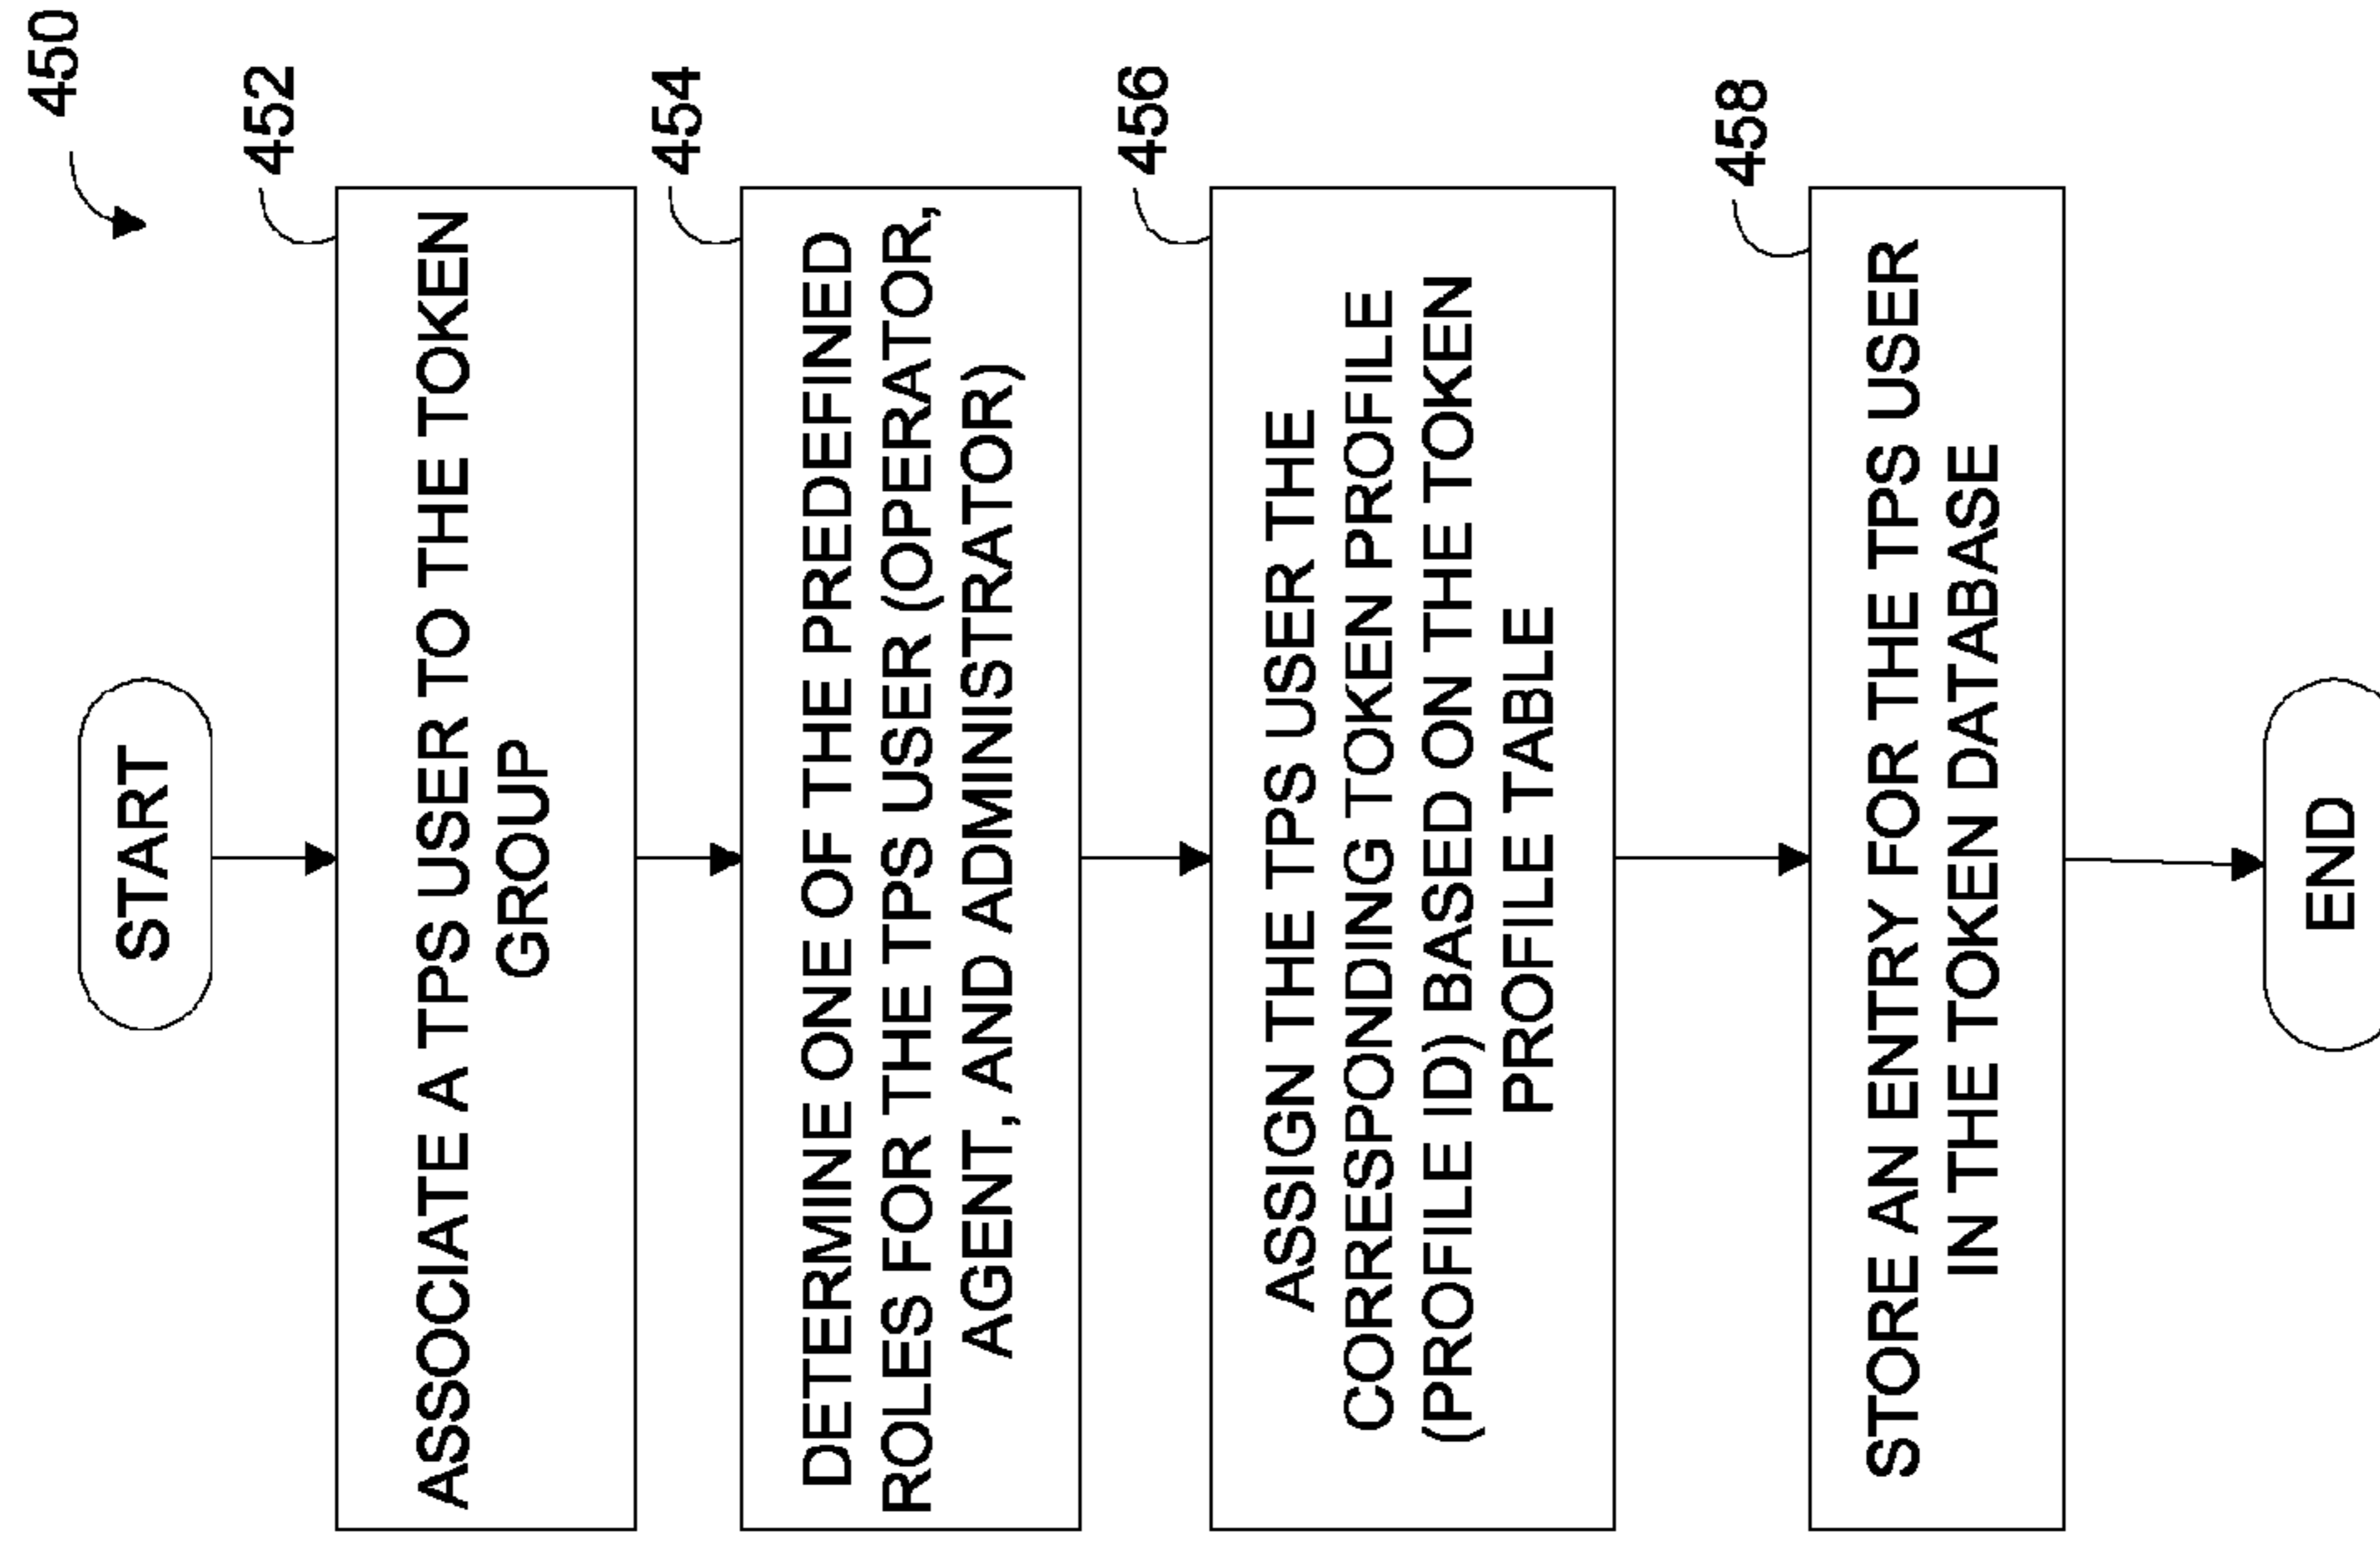 450
START
452
ASSOCIATE A TPS USER TO THE TOKEN
GROUP
454
DETERMINE ONE OF THE PREDEFINED
ROLES FOR THE TPS USER (OPERATOR,
AGENT, AND ADMINISTRATOR)
456
ASSIGN THE TPS USER THE
CORRESPONDING TOKEN PROFILE
(PROFILE ID) BASED ON THE TOKEN
PROFILE TABLE
458
STORE AN ENTRY FOR THE TPS USER
IN THE TOKEN DATABASE
END